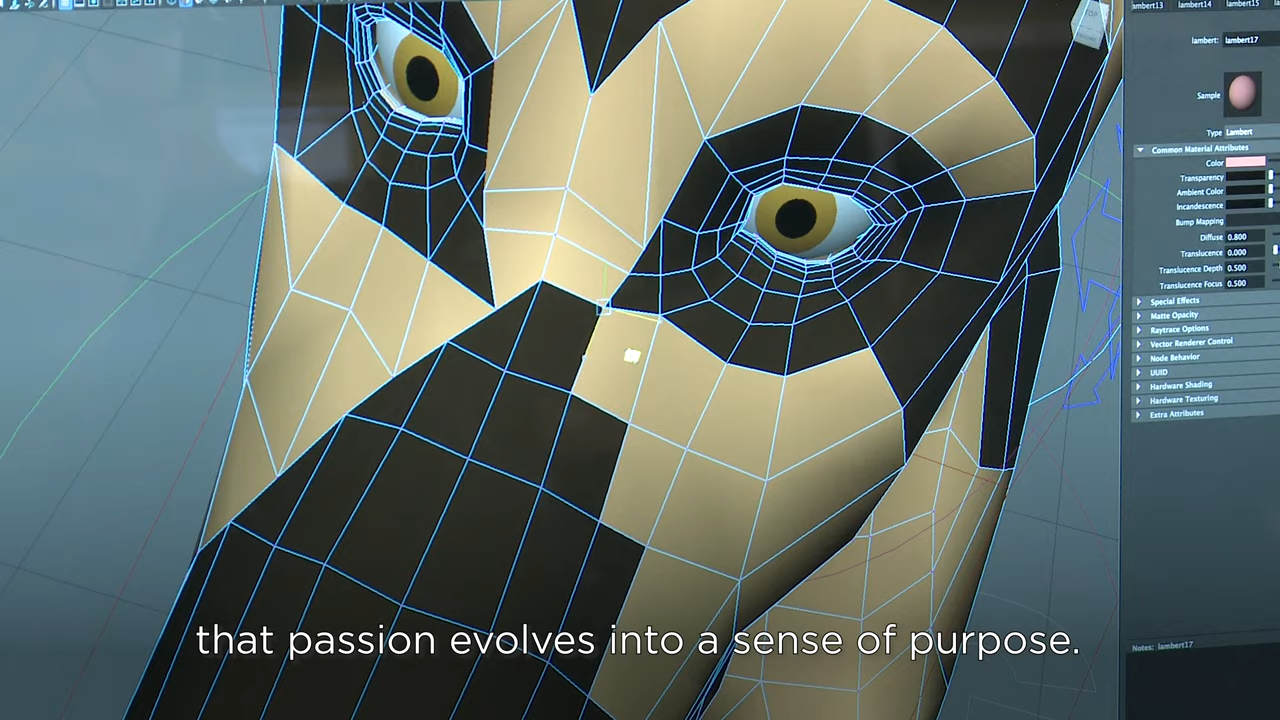 lambert13 lambert14 lambert15
lambert: lambert17
Sample
Type Lambert
Common Material Attributes
Color
Transparency
Ambient Color
Incandescence
Bump Mapping
Diffuse 0.800
Translucence 0.000
Translucence Depth 0.500
Translucence Focus 0.500
Special Effects
Matte Opacity
Raytrace Options
Vector Renderer Control
Node Behavior
UUID
Hardware Shading
Hardware Texturing
Extra Attributes
that passion evolves into a sense of purpose.
Notes: lambert17